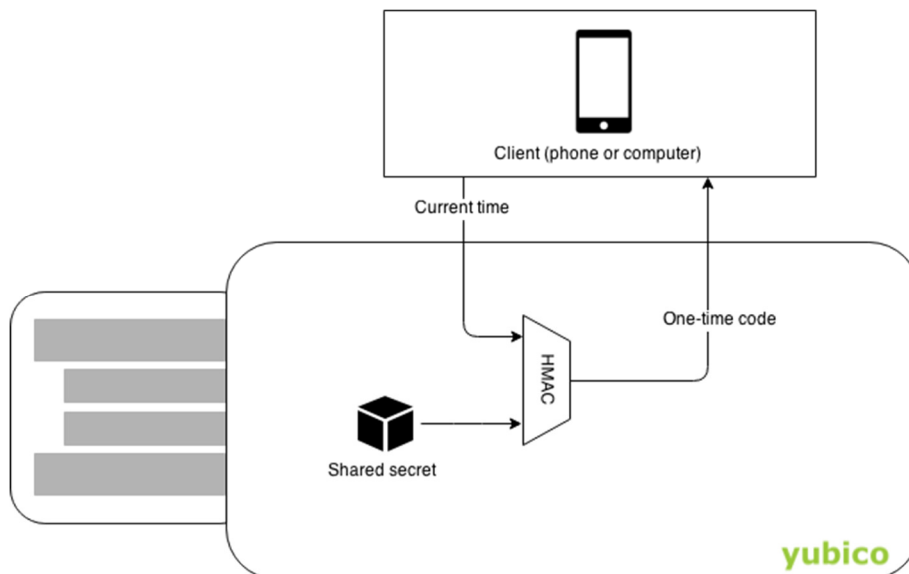 Client (phone or computer)
Current time
One-time code
HMAC
Shared secret
yubico